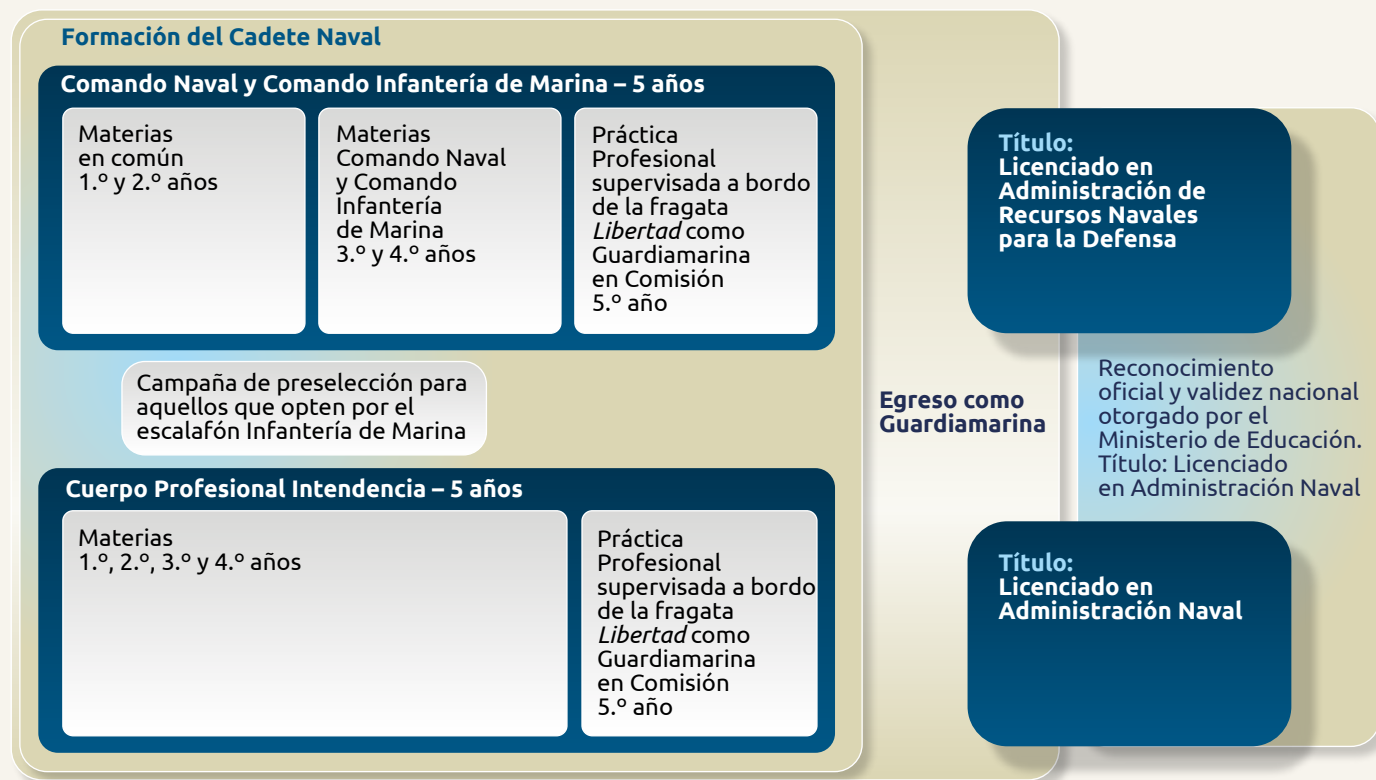 Formación del Cadete Naval
Comando Naval y Comando Infantería de Marina – 5 años
Materias
en común
1.º y 2.º años
Materias
Comando Naval
y Comando
Infantería
de Marina
3.º y 4.º años
Práctica
Profesional
supervisada a bordo
de la fragata
Libertad como
Guardiamarina
en Comisión
5.º año
Campaña de preselección para
aquellos que opten por el
escalafón Infantería de Marina
Cuerpo Profesional Intendencia – 5 años
Materias
1.º, 2.º, 3.º y 4.º años
Práctica
Profesional
supervisada a bordo
de la fragata
Libertad como
Guardiamarina
en Comisión
5.º año
Egreso como
Guardiamarina
Título:
Licenciado en
Administración de
Recursos Navales
para la Defensa
Reconocimiento
oficial y validez nacional
otorgado por el
Ministerio de Educación.
Título: Licenciado
en Administración Naval
Título:
Licenciado en
Administración Naval